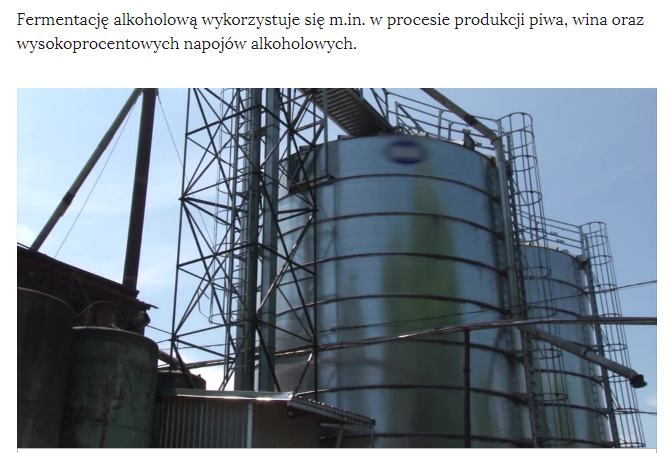 Fermentację alkoholową wykorzystuje się m.in. w procesie produkcji piwa, wina oraz
wysokoprocentowych napojów alkoholowych.